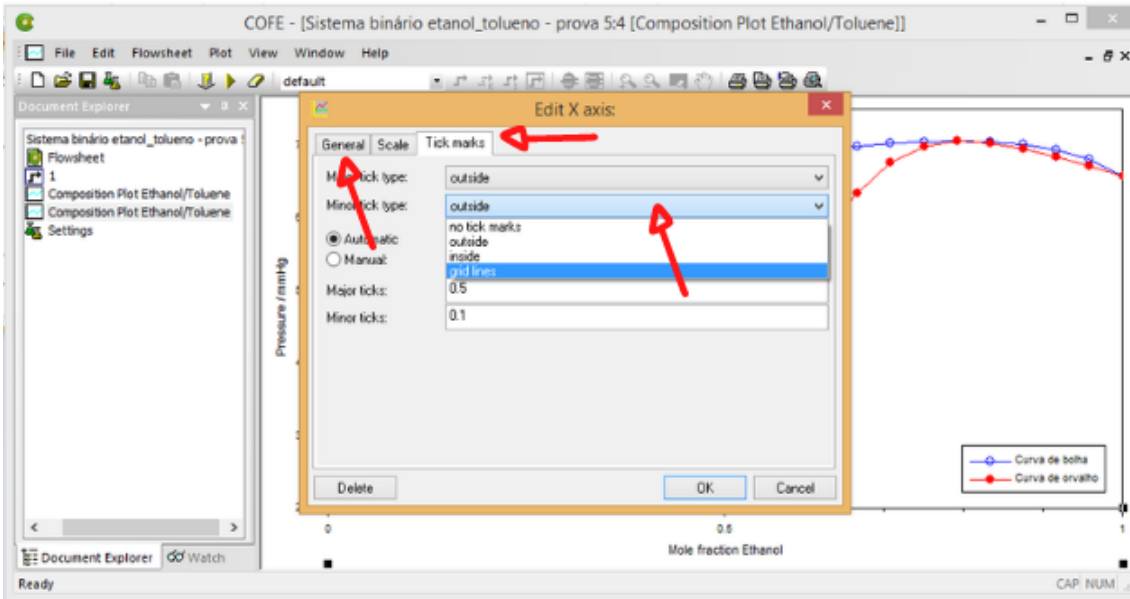 COFE - [Sistema binário etanol_tolueno - prova 5:4 [Composition Plot Ethanol/Toluene]]
File Edit Flowsheet Plot View Window Help
default
Document Explorer
Sistema binário etanol_tolueno - prova
Flowsheet
1
Composition Plot Ethanol/Toluene
Composition Plot Ethanol/Toluene
Settings
Document Explorer Watch
Ready
Edit X axis:
General Scale Tick marks
tick type: outside
Minor tick type: outside
no tick marks
outside
inside
grid lines
Automatic
Manual:
Major ticks: 0.5
Minor ticks: 0.1
Delete OK Cancel
Pressure / mmHg
Curva de bolha
Curva de orvalho
0 0.5 1
Mole fraction Ethanol
CAP NUM